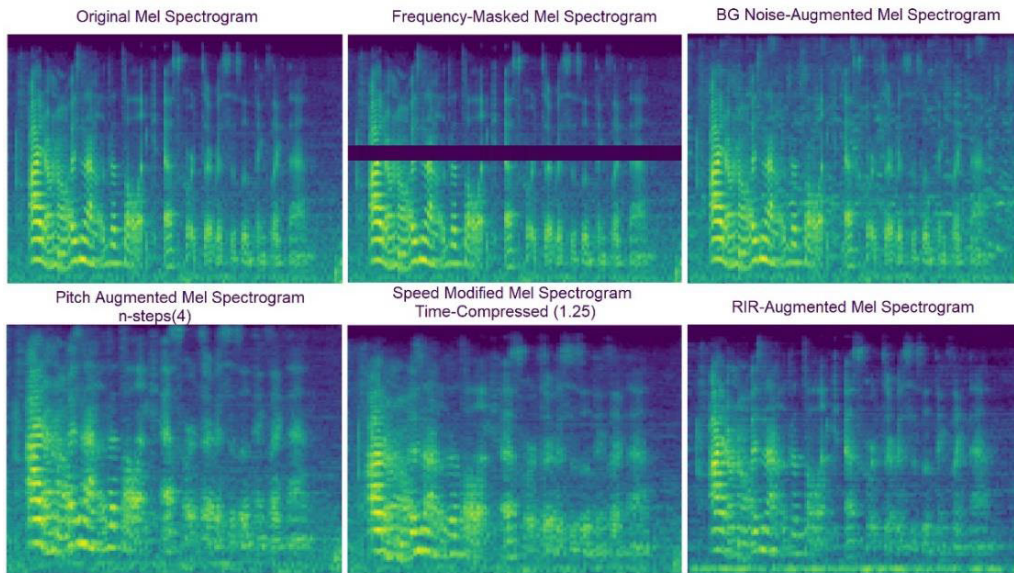 Original Mel Spectrogram
Frequency-Masked Mel Spectrogram
BG Noise-Augmented Mel Spectrogram
Pitch Augmented Mel Spectrogram
n-steps(4)
Speed Modified Mel Spectrogram
Time-Compressed (1.25)
RIR-Augmented Mel Spectrogram